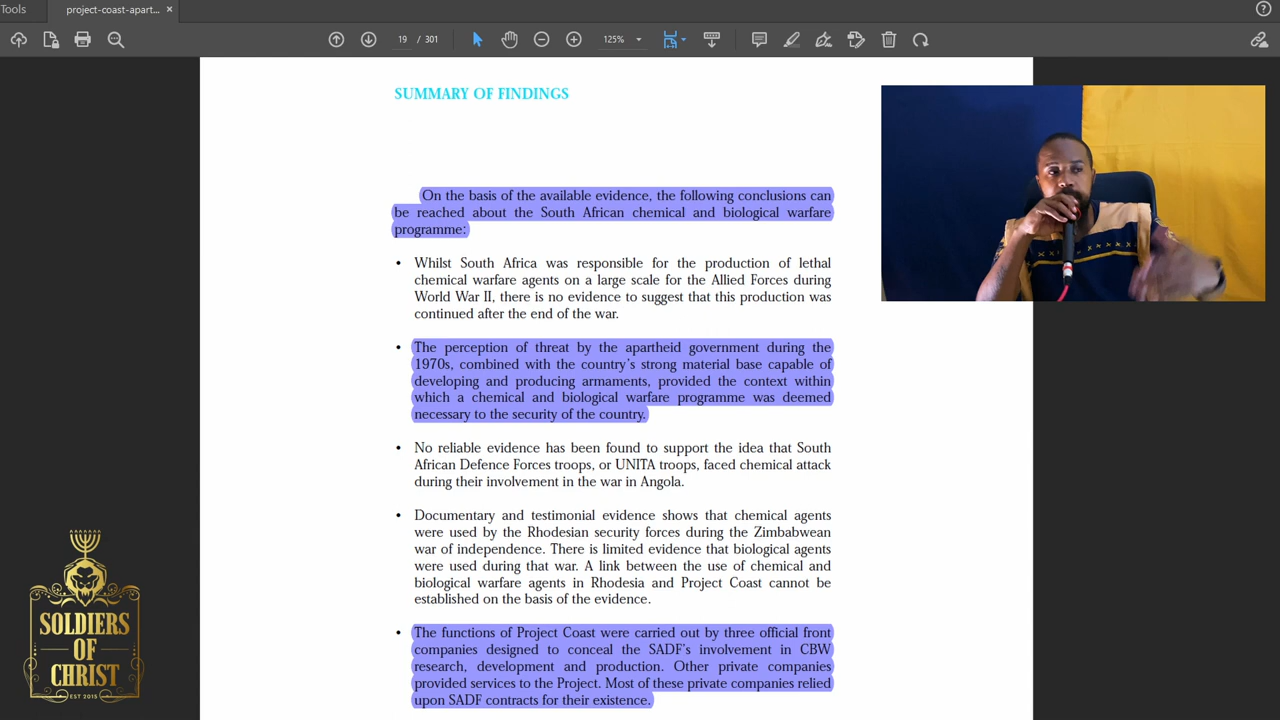 Tools
project-coast-apart...
19 / 301
125%
SUMMARY OF FINDINGS
On the basis of the available evidence, the following conclusions can
be reached about the South African chemical and biological warfare
programme:
• Whilst South Africa was responsible for the production of lethal
chemical warfare agents on a large scale for the Allied Forces during
World War II, there is no evidence to suggest that this production was
continued after the end of the war.
• The perception of threat by the apartheid government during the
1970s, combined with the country's strong material base capable of
developing and producing armaments, provided the context within
which a chemical and biological warfare programme was deemed
necessary to the security of the country.
• No reliable evidence has been found to support the idea that South
African Defence Forces troops, or UNITA troops, faced chemical attack
during their involvement in the war in Angola.
• Documentary and testimonial evidence shows that chemical agents
were used by the Rhodesian security forces during the Zimbabwean
war of independence. There is limited evidence that biological agents
were used during that war. A link between the use of chemical and
biological warfare agents in Rhodesia and Project Coast cannot be
established on the basis of the evidence.
• The functions of Project Coast were carried out by three official front
companies designed to conceal the SADF's involvement in CBW
research, development and production. Other private companies
provided services to the Project. Most of these private companies relied
upon SADF contracts for their existence.
SOLDIERS
OF
CHRIST
EST 2015